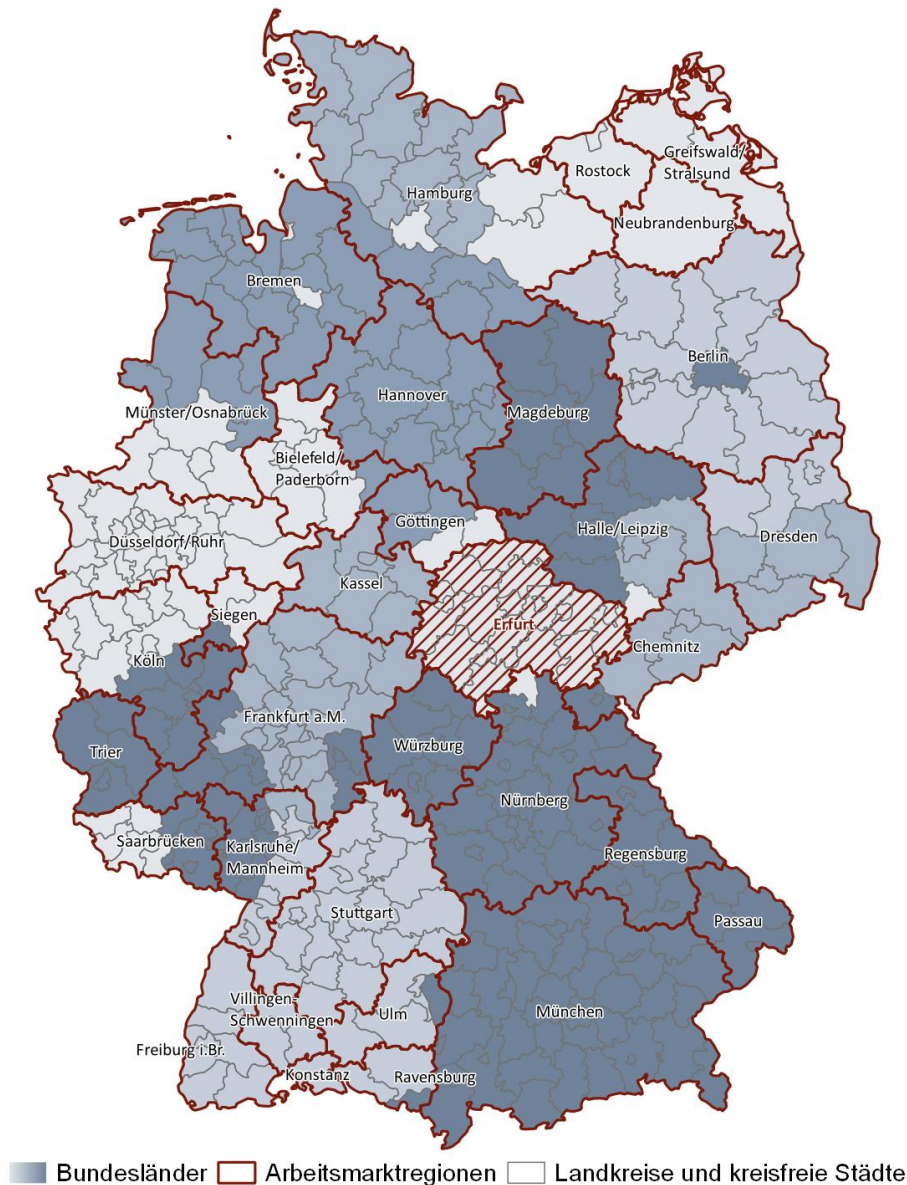 Greifswald/
Stralsund
Rostock
Hamburg
Neubrandenburg
Bremen
Berlin
Hannover
Münster/Osnabrück
Magdeburg
Bielefeld/
Paderborn
Göttingen
Halle/Leipzig
Düsseldorf/Ruhr
Dresden
Kassel
Siegen
Erfurt
Chemnitz
Köln
Frankfurt a.M.
Trier
Würzburg
Nürnberg
Saarbrücken
Karlsruhe/
Mannheim
Regensburg
Stuttgart
Passau
Villingen-
Schwenningen
Ulm
München
Freiburg i.Br.
Konstanz
Ravensburg
Bundesländer Arbeitsmarktregionen Landkreise und kreisfreie Städte